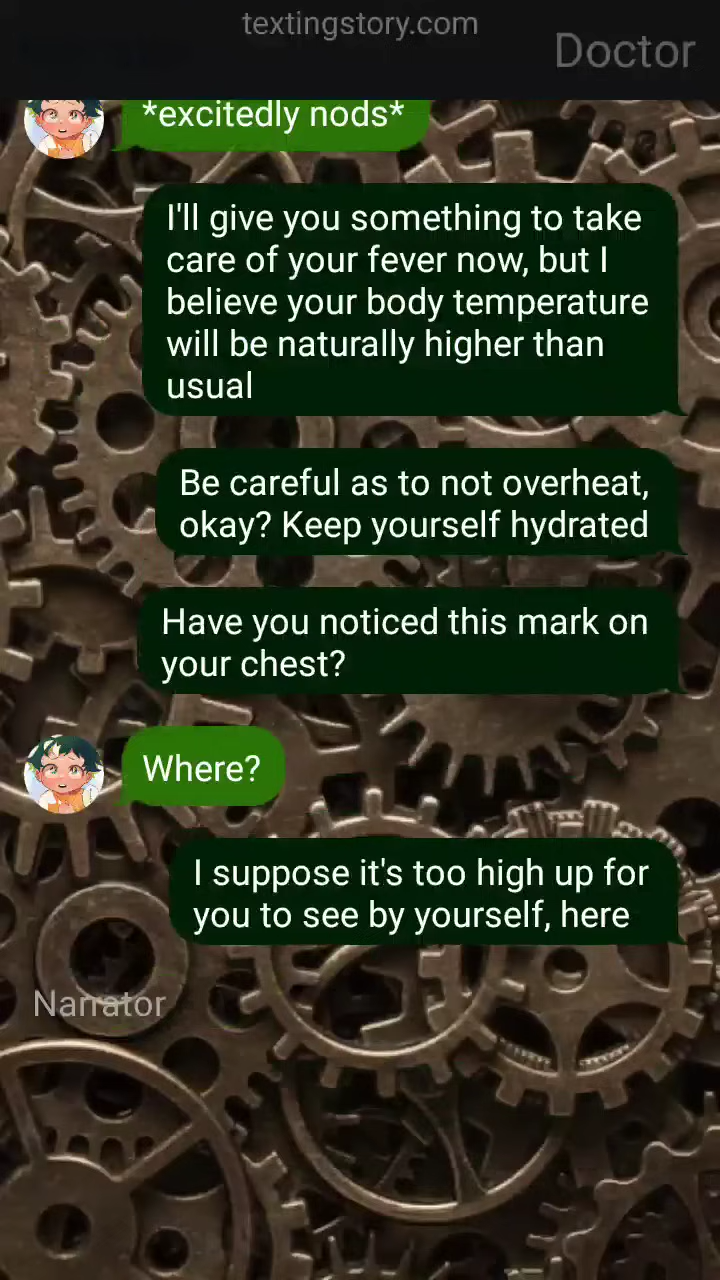 textingstory.com
Doctor
*excitedly nods*
I'll give you something to take
care of your fever now, but I
believe your body temperature
will be naturally higher than
usual
Be careful as to not overheat,
okay? Keep yourself hydrated
Have you noticed this mark on
your chest?
Where?
I suppose it's too high up for
you to see by yourself, here
Narrator